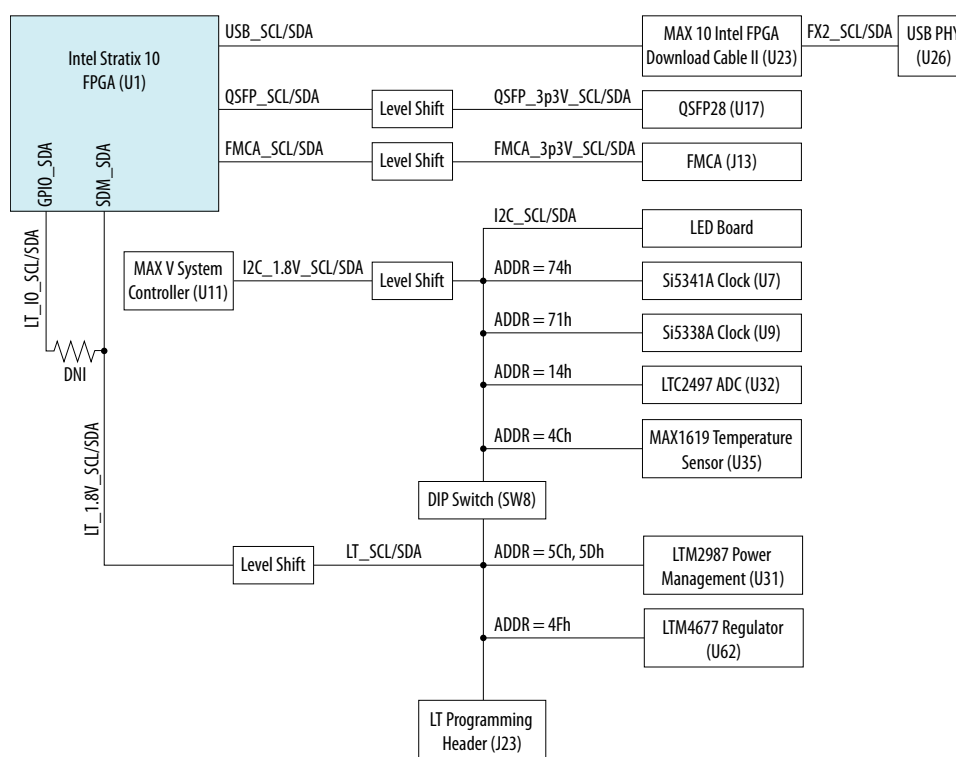 USB_SCL/SDA
MAX 10 Intel FPGA
Download Cable II (U23)
FX2_SCL/SDA
USB PHY
(U26)
Intel Stratix 10
FPGA (U1)
QSFP_SCL/SDA
Level Shift
QSFP_3p3V_SCL/SDA
QSFP28 (U17)
FMCA_SCL/SDA
Level Shift
FMCA_3p3V_SCL/SDA
FMCA (J13)
GPIO_SDA
SDM_SDA
I2C_SCL/SDA
LED Board
LT_IO_SCL/SDA
MAX V System
Controller (U11)
I2C_1.8V_SCL/SDA
Level Shift
ADDR = 74h
Si5341A Clock (U7)
ADDR = 71h
Si5338A Clock (U9)
DNI
ADDR = 14h
LTC2497 ADC (U32)
ADDR = 4Ch
MAX1619 Temperature
Sensor (U35)
LT_1.8V_SCL/SDA
DIP Switch (SW8)
Level Shift
LT_SCL/SDA
ADDR = 5Ch, 5Dh
LTM2987 Power
Management (U31)
ADDR = 4Fh
LTM4677 Regulator
(U62)
LT Programming
Header (J23)